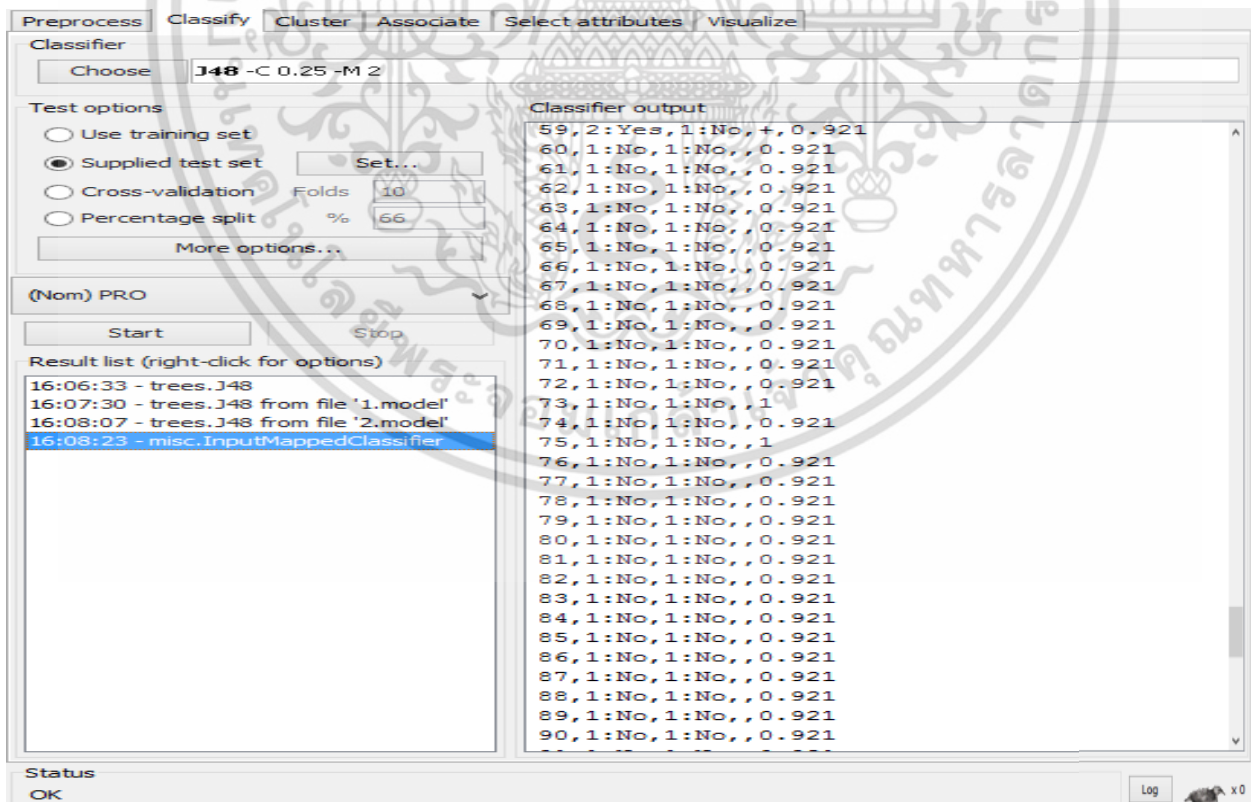 Preprocess Classify Cluster Associate Select attributes Visualize
Classifier
Choose J48 -C 0.25 -M 2
Test options
Use training set
Supplied test set Set...
Cross-validation Folds 10
Percentage split % 66
More options...
(Nom) PRO
Start Stop
Result list (right-click for options)
16:06:33 - trees.J48
16:07:30 - trees.J48 from file '1.model'
16:08:07 - trees.J48 from file '2.model'
16:08:23 - misc.InputMappedClassifier
Classifier output
59,2:Yes,1:No,+,0.921
60,1:No,1:No,,0.921
61,1:No,1:No,,0.921
62,1:No,1:No,,0.921
63,1:No,1:No,,0.921
64,1:No,1:No,,0.921
65,1:No,1:No,,0.921
66,1:No,1:No,,0.921
67,1:No,1:No,,0.921
68,1:No,1:No,,0.921
69,1:No,1:No,,0.921
70,1:No,1:No,,0.921
71,1:No,1:No,,0.921
72,1:No,1:No,,0.921
73,1:No,1:No,,1
74,1:No,1:No,,0.921
75,1:No,1:No,,1
76,1:No,1:No,,0.921
77,1:No,1:No,,0.921
78,1:No,1:No,,0.921
79,1:No,1:No,,0.921
80,1:No,1:No,,0.921
81,1:No,1:No,,0.921
82,1:No,1:No,,0.921
83,1:No,1:No,,0.921
84,1:No,1:No,,0.921
85,1:No,1:No,,0.921
86,1:No,1:No,,0.921
87,1:No,1:No,,0.921
88,1:No,1:No,,0.921
89,1:No,1:No,,0.921
90,1:No,1:No,,0.921
Status
OK
Log x 0